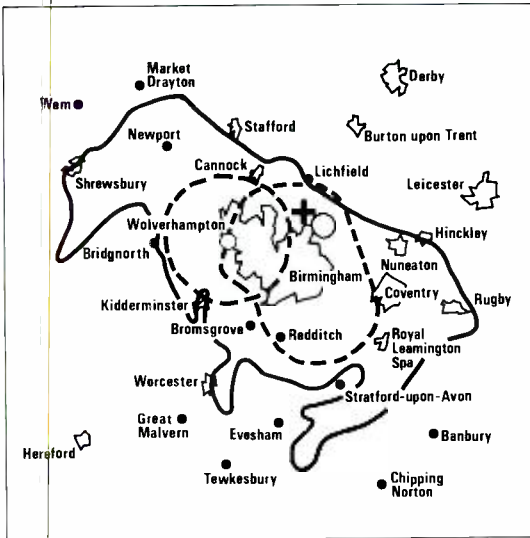 Market
Drayton
Derby
Wem
Newport
Stafford
Burton upon Trent
Cannock
Lichfield
Shrewsbury
Leicester
Wolverhampton
Hinckley
Bridgnorth
Nuneaton
Birmingham
Kidderminster
Coventry
Rugby
Bromsgrove
Redditch
Royal
Leamington
Spa
Worcester
Stratford-upon-Avon
Great
Malvern
Evesham
Banbury
Hereford
Tewkesbury
Chipping
Norton